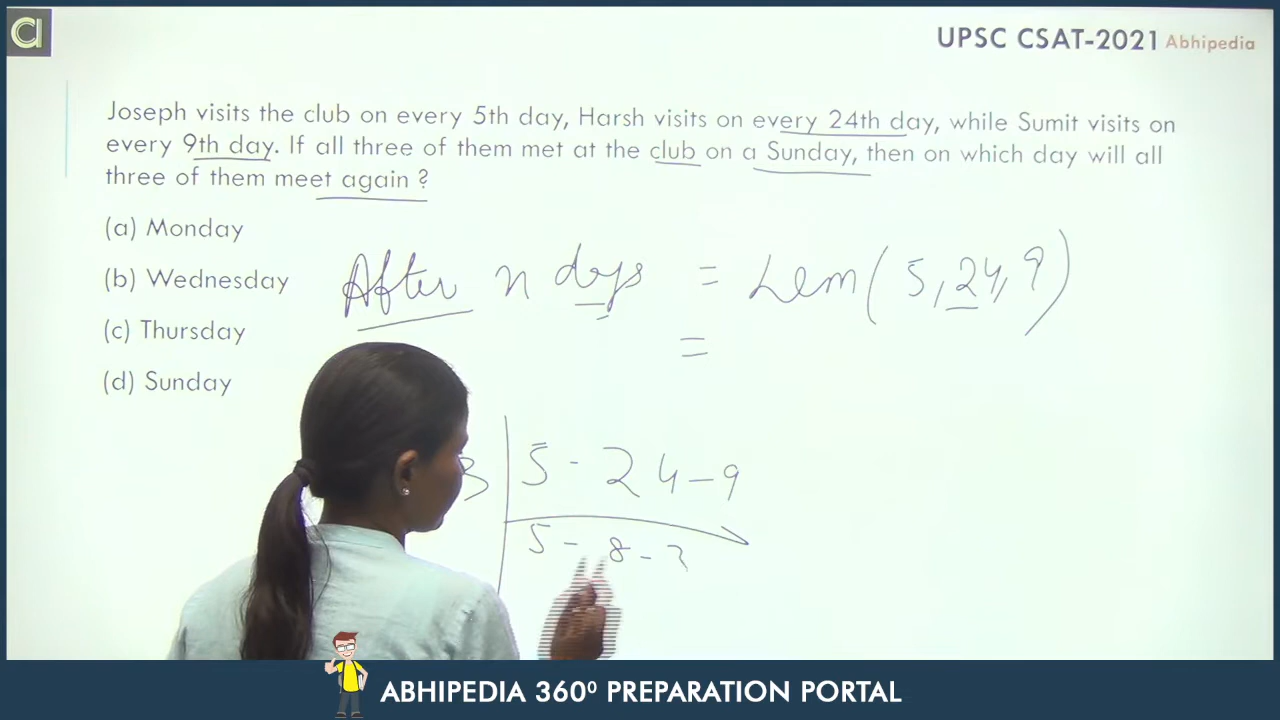 UPSC CSAT-2021 Abhipedia
Joseph visits the club on every 5th day, Harsh visits on every 24th day, while Sumit visits on
every 9th day. If all three of them met at the club on a Sunday, then on which day will all
three of them meet again ?
(a) Monday
(b) Wednesday
(c) Thursday
(d) Sunday
After n days = Lcm (5, 24, 9)
=
3 5 - 24 - 9
5 - 8 - 3
ABHIPEDIA 360⁰ PREPARATION PORTAL